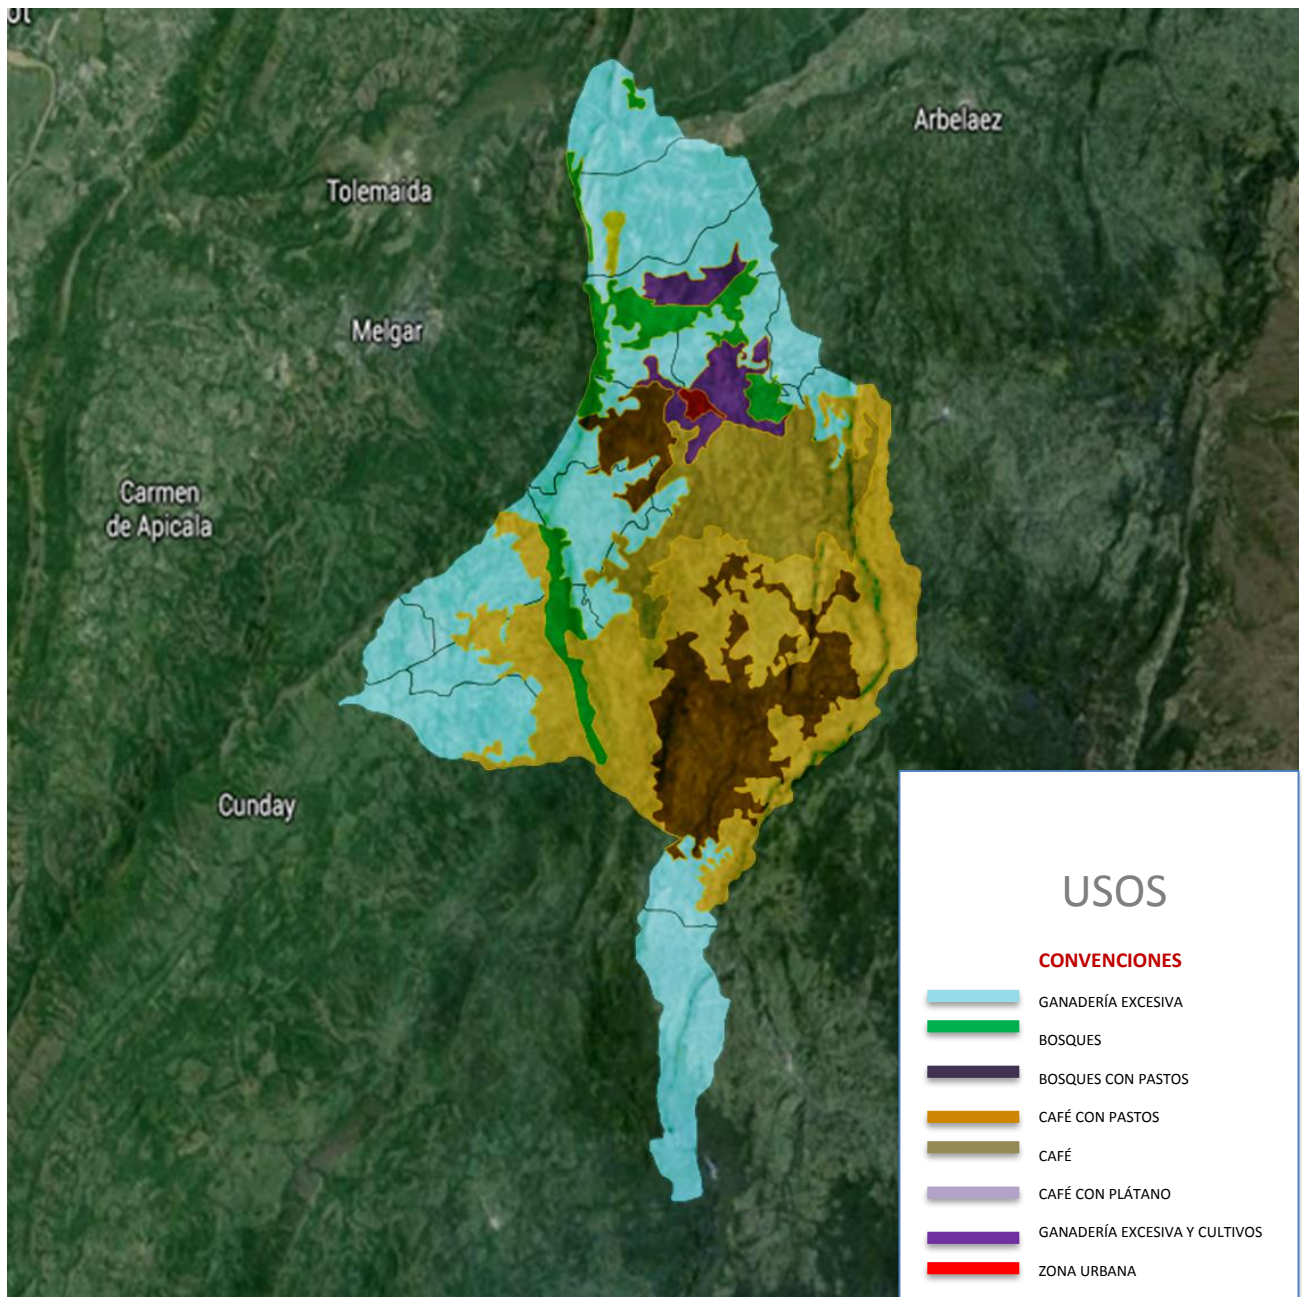 Arbelaez
Tolemaida
Melgar
Carmen
de Apicala
Cunday
USOS
CONVENCIONES
GANADERÍA EXCESIVA
BOSQUES
BOSQUES CON PASTOS
CAFÉ CON PASTOS
CAFÉ
CAFÉ CON PLÁTANO
GANADERÍA EXCESIVA Y CULTIVOS
ZONA URBANA